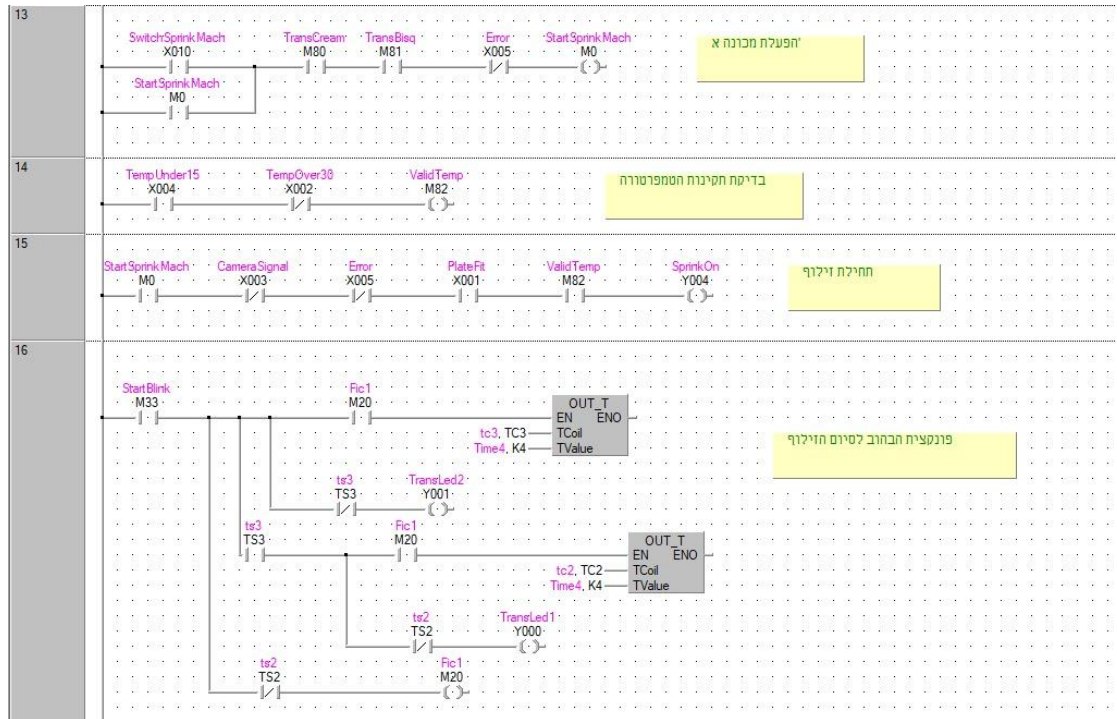 13
SwitchSprinkMach TransCream TransBisq Error StartSprinkMach
X010 M80 M81 X005 M0
הפעלת מכונה א'
StartSprinkMach
M0
14
TempUnder15 TempOver30 ValidTemp
X004 X002 M82
בדיקת תקינות הטמפרטורה
15
StartSprinkMach CameraSignal Error PlateFit ValidTemp SprinkOn
M0 X003 X005 X001 M82 Y004
תחילת זילוף
16
StartBlink Fic1
M33 M20
OUT_T
EN ENO
tc3, TC3 TCoil
Time4, K4 TValue
פונקצית הבהוב לסיום הזילוף
ts3 TransLed2
TS3 Y001
ts3 Fic1
TS3 M20
OUT_T
EN ENO
tc2, TC2 TCoil
Time4, K4 TValue
ts2 TransLed1
TS2 Y000
ts2 Fic1
TS2 M20